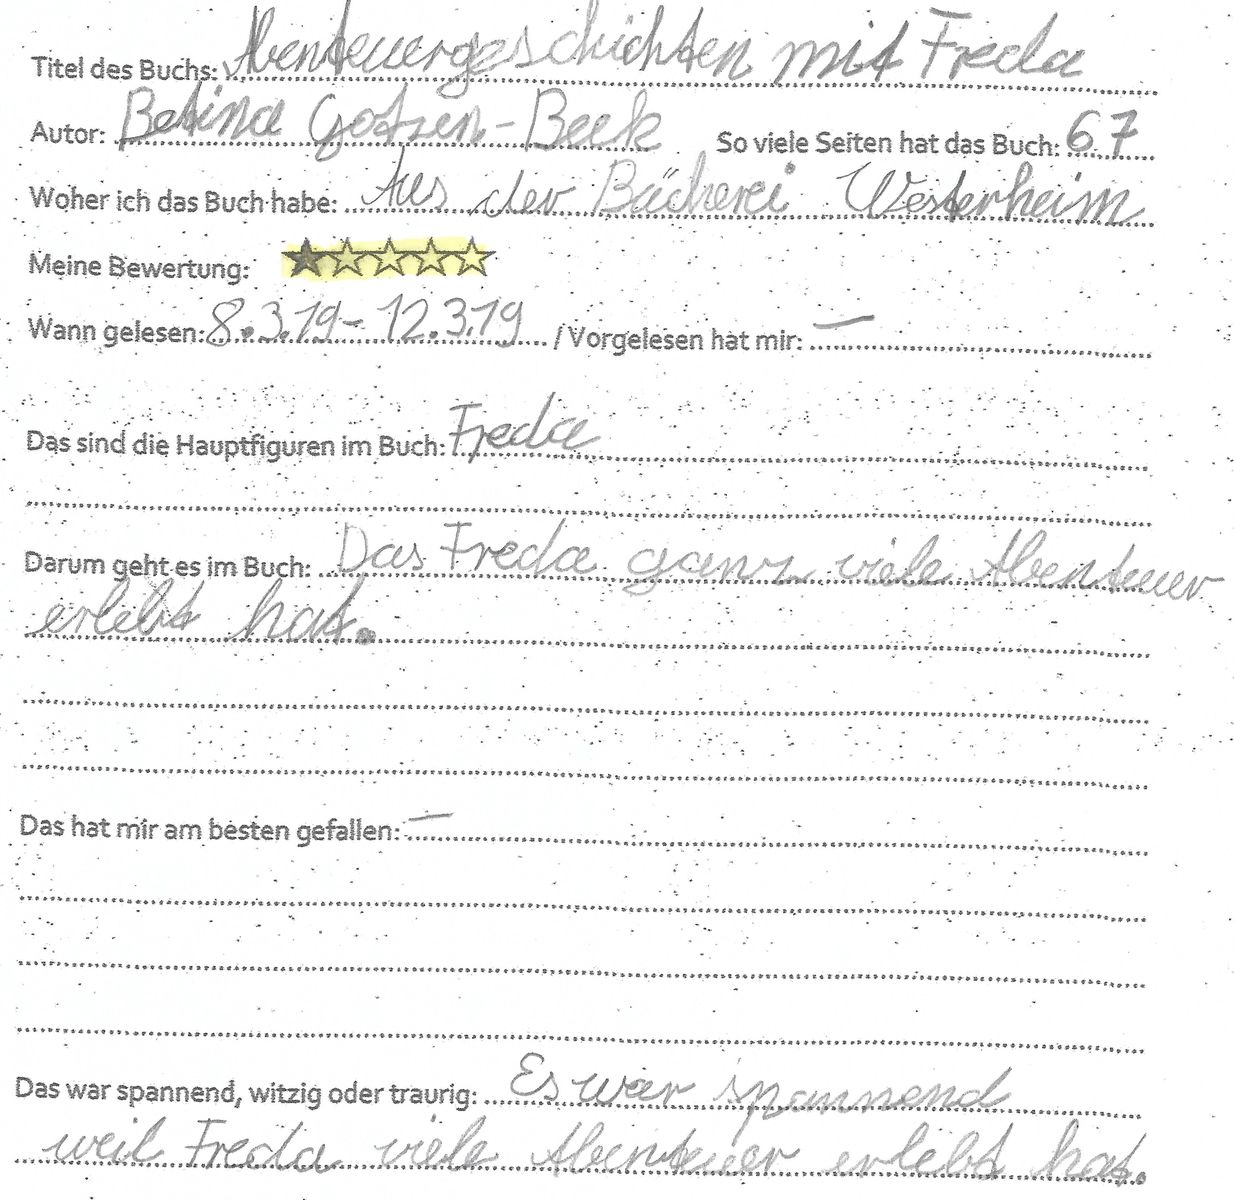 Titel des Buchs: Abenteuergeschichten mit Freda
Autor: Betina Gotzen-Beek So viele Seiten hat das Buch: 67
Woher ich das Buch habe: Aus der Bücherei Westerheim
Meine Bewertung: ★☆☆☆☆
Wann gelesen: 8.3.19 - 12.3.19 / Vorgelesen hat mir: —
Das sind die Hauptfiguren im Buch: Freda
Darum geht es im Buch: Das Freda ganz viele Abenteuer
erlebt hat.
Das hat mir am besten gefallen: —
Das war spannend, witzig oder traurig: Es war spannend
weil Freda viele Abenteuer erlebt hat.